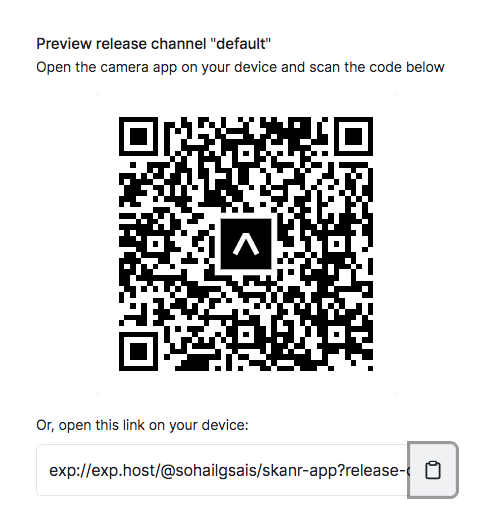 Preview release channel "default"
Open the camera app on your device and scan the code below
Or, open this link on your device:
exp://exp.host/@sohailgsais/skanr-app?release-